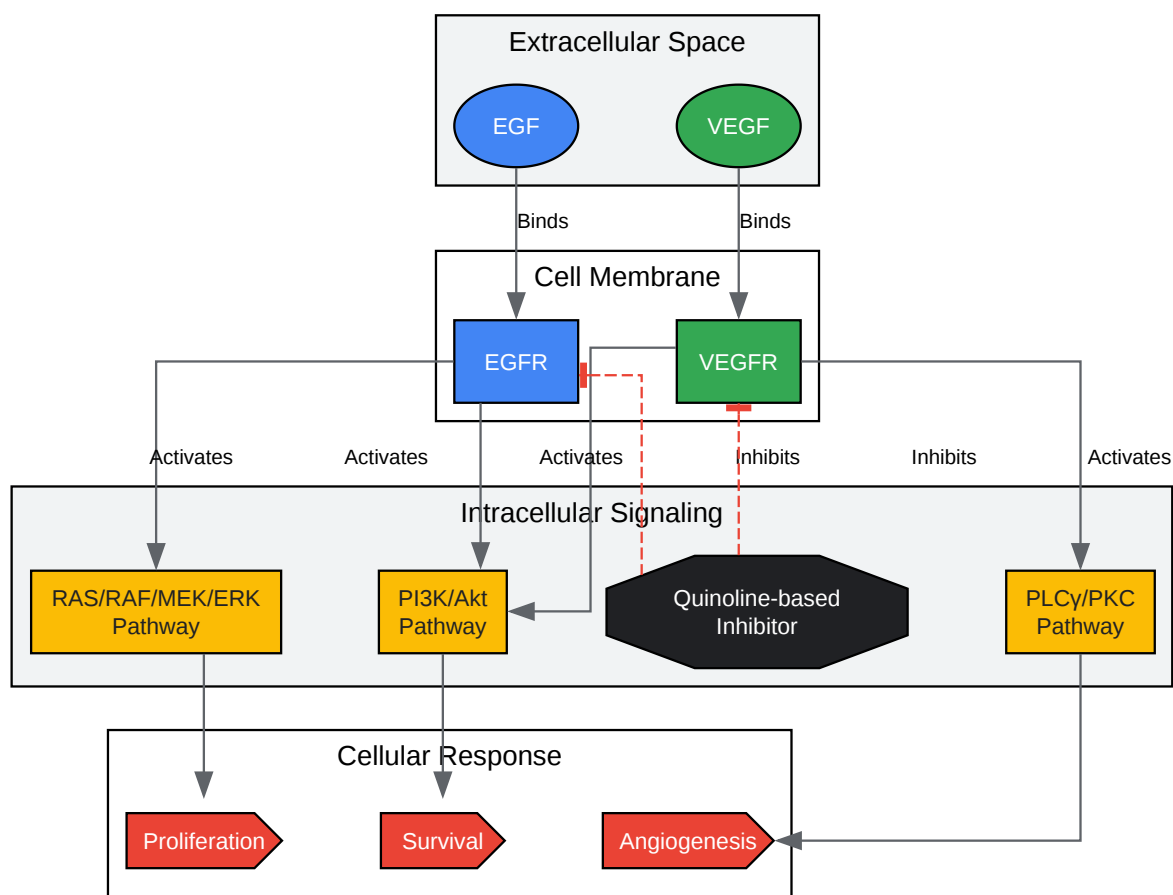 Extracellular Space
EGF
VEGF
Binds
Binds
Cell Membrane
EGFR
VEGFR
Activates
Activates
Activates
Inhibits
Inhibits
Activates
Intracellular Signaling
RAS/RAF/MEK/ERK
Pathway
PI3K/Akt
Pathway
Quinoline-based
Inhibitor
PLCγ/PKC
Pathway
Cellular Response
Proliferation
Survival
Angiogenesis